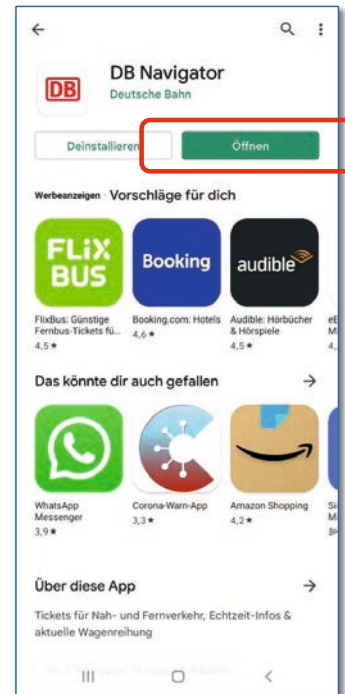 DB Navigator
DB
Deutsche Bahn
Deinstallieren
Öffnen
Werbeanzeigen · Vorschläge für dich
FLiX
BUS
Booking
audible
FlixBus: Günstige
Fernbus-Tickets fü...
4,5 ★
Booking.com: Hotels
4,6 ★
Audible: Hörbücher
& Hörspiele
4,5 ★
Das könnte dir auch gefallen
WhatsApp
Messenger
3,9 ★
Corona-Warn-App
3,3 ★
Amazon Shopping
4,2 ★
Über diese App
Tickets für Nah- und Fernverkehr, Echtzeit-Infos &
aktuelle Wagenreihung